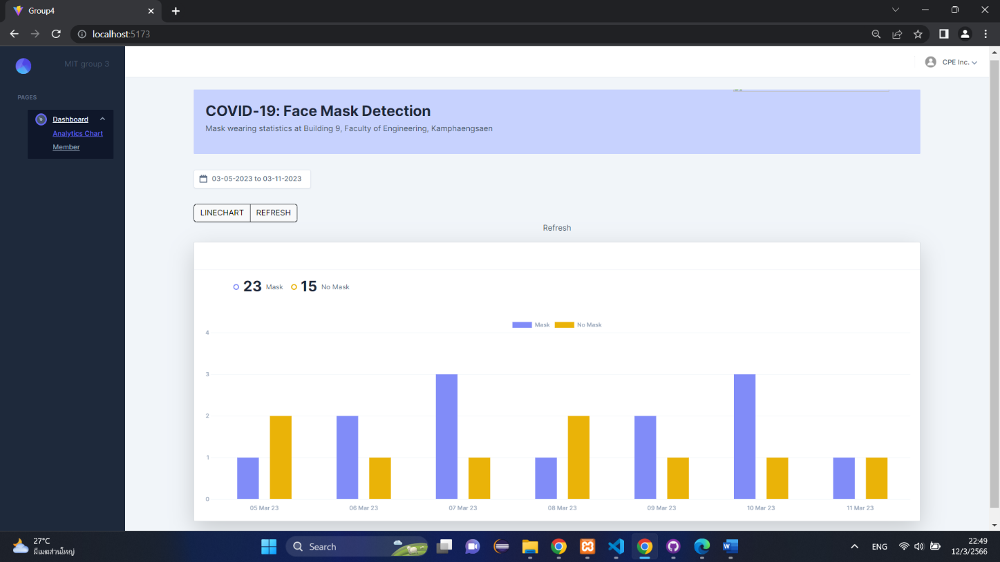 Group4
localhost:5173
MIT group 3
CPE Inc.
PAGES
Dashboard
Analytics Chart
Member
COVID-19: Face Mask Detection
Mask wearing statistics at Building 9, Faculty of Engineering, Kamphaengsaen
03-05-2023 to 03-11-2023
LINECHART REFRESH
Refresh
23 Mask 15 No Mask
Mask No Mask
4
3
2
1
0
05 Mar 23 06 Mar 23 07 Mar 23 08 Mar 23 09 Mar 23 10 Mar 23 11 Mar 23
27°C
มีเมฆส่วนใหญ่
Search
ENG
22:49
12/3/2566